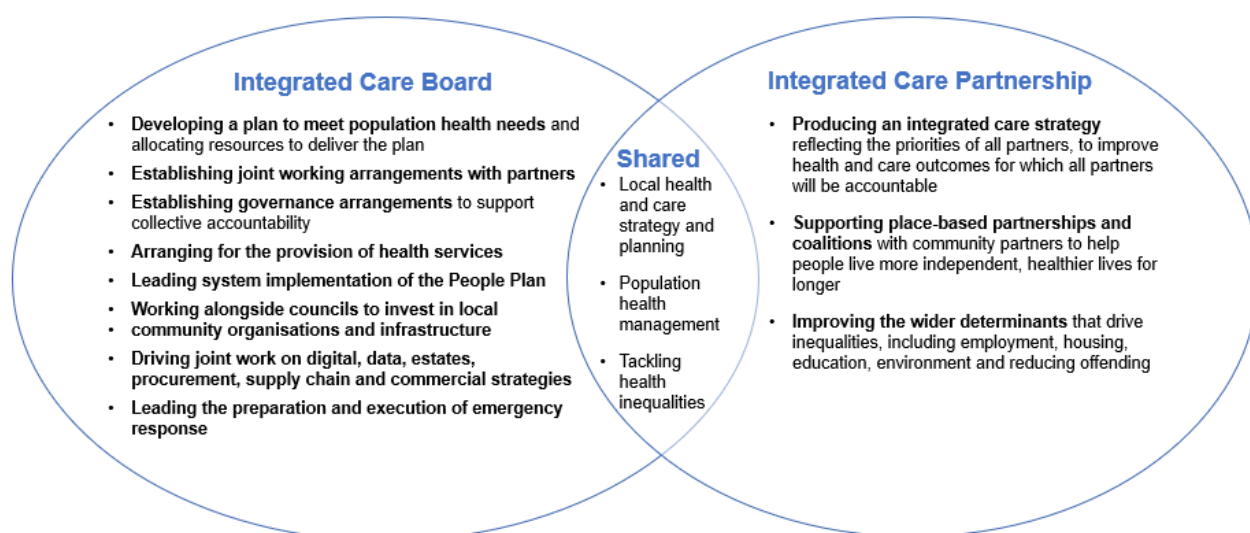 Integrated Care Board
• Developing a plan to meet population health needs and
allocating resources to deliver the plan
• Establishing joint working arrangements with partners
• Establishing governance arrangements to support
collective accountability
• Arranging for the provision of health services
• Leading system implementation of the People Plan
• Working alongside councils to invest in local
• community organisations and infrastructure
• Driving joint work on digital, data, estates,
procurement, supply chain and commercial strategies
• Leading the preparation and execution of emergency
response
Shared
• Local health
and care
strategy and
planning
• Population
health
management
• Tackling
health
inequalities
Integrated Care Partnership
• Producing an integrated care strategy
reflecting the priorities of all partners, to improve
health and care outcomes for which all partners
will be accountable
• Supporting place-based partnerships and
coalitions with community partners to help
people live more independent, healthier lives for
longer
• Improving the wider determinants that drive
inequalities, including employment, housing,
education, environment and reducing offending